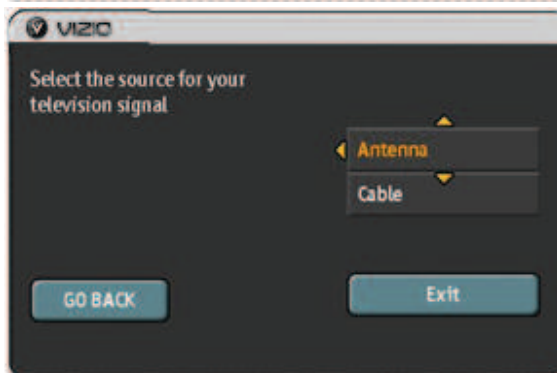 VIZIO
Select the source for your
television signal
Antenna
Cable
GO BACK
Exit